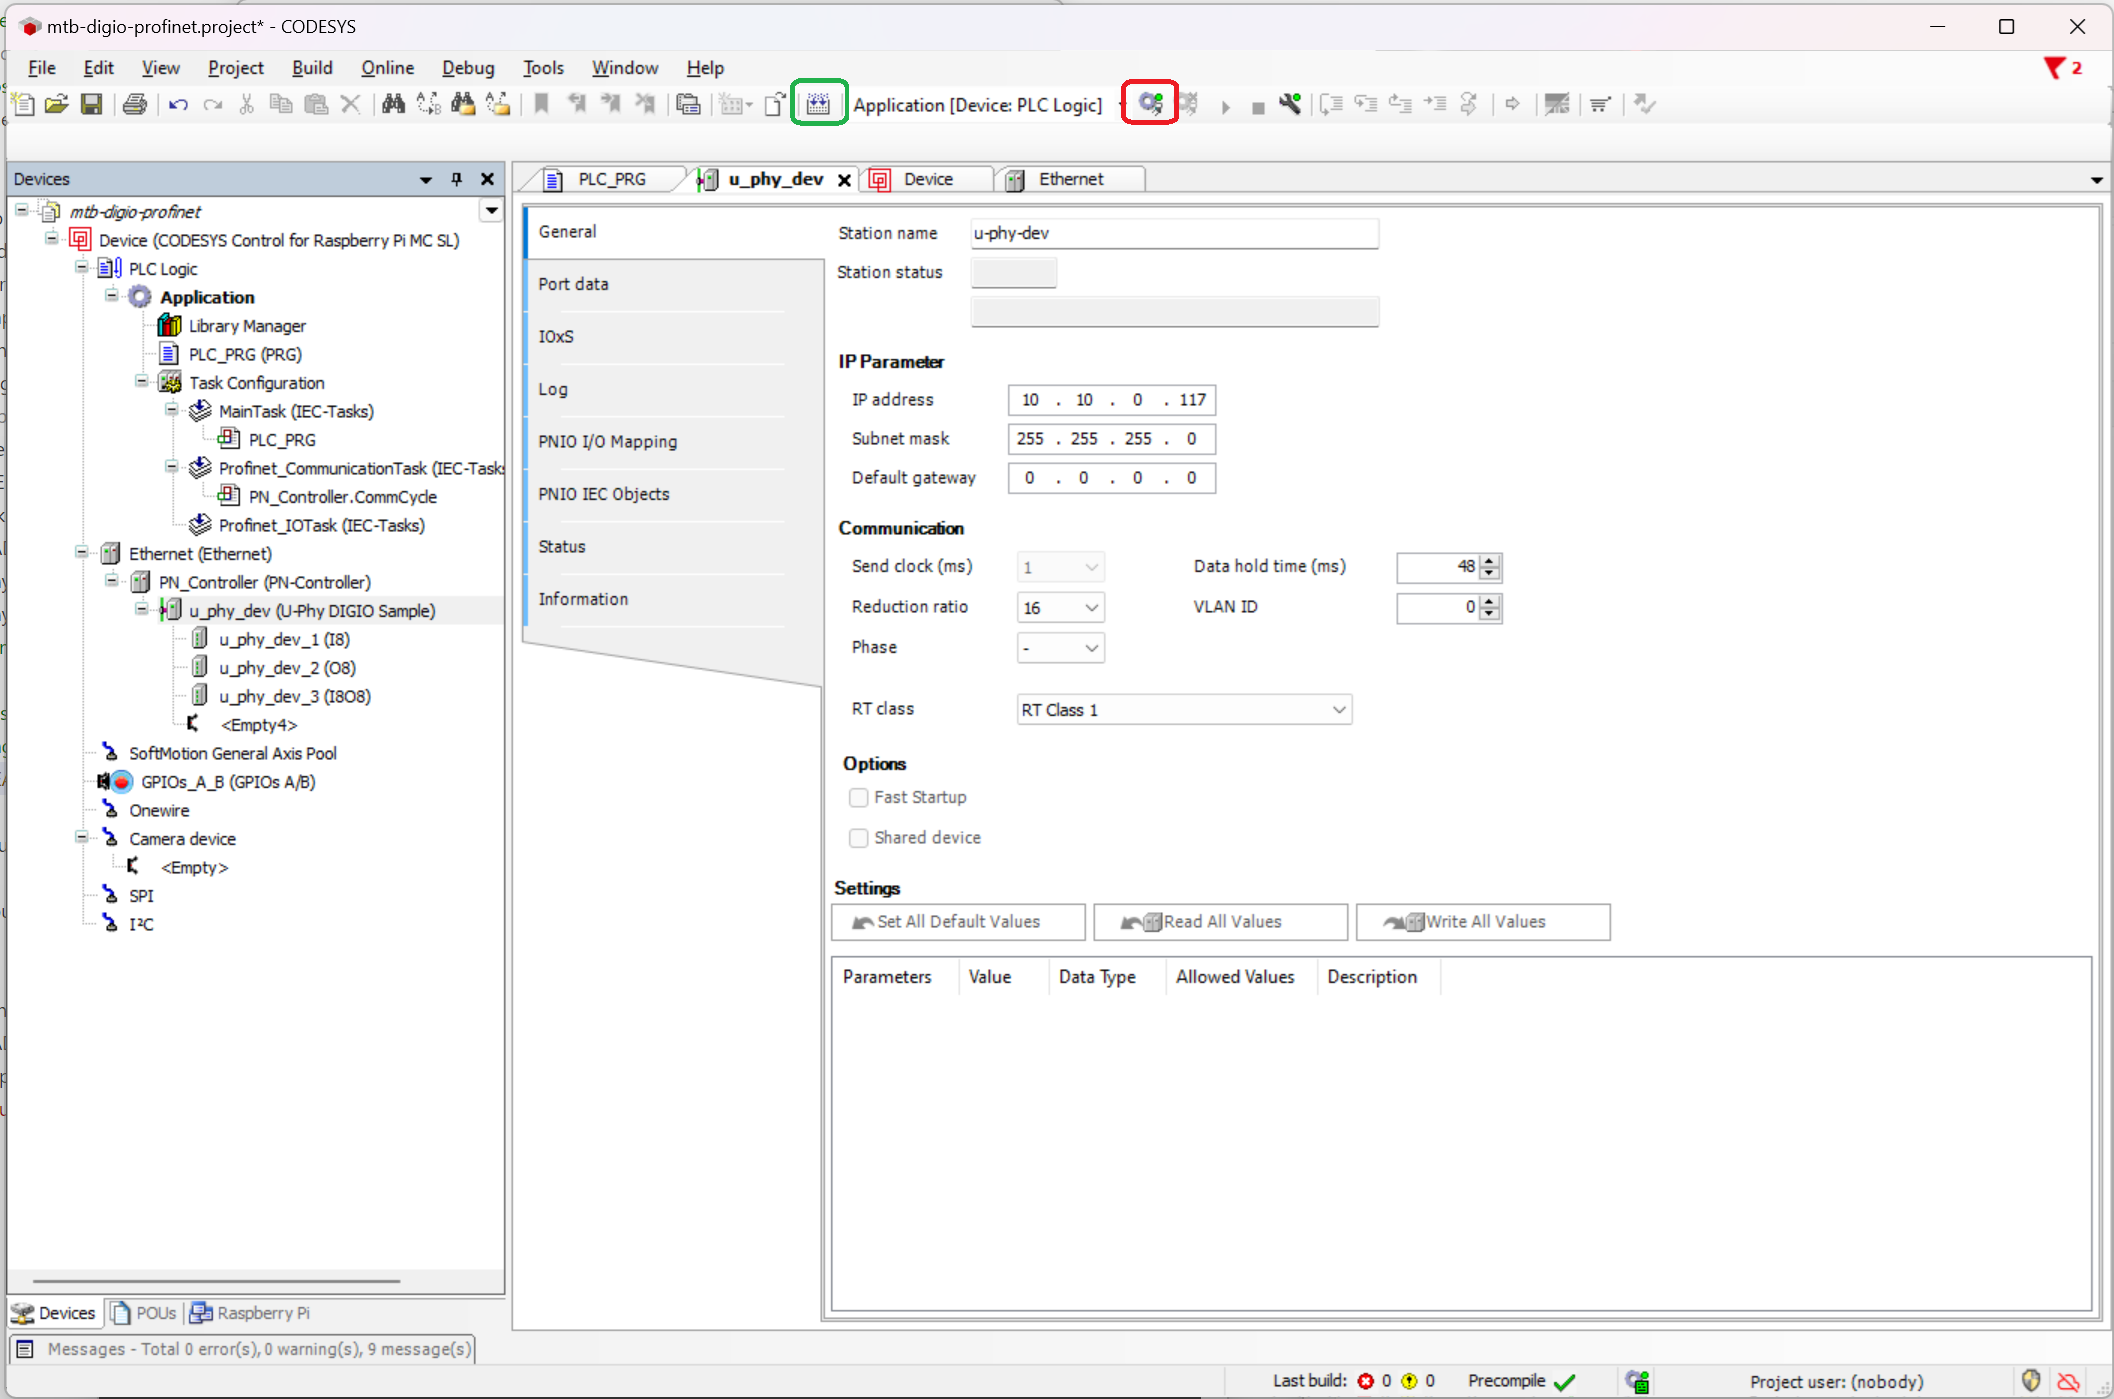 mtb-digio-profinet.project* - CODESYS
File Edit View Project Build Online Debug Tools Window Help
2
Application [Device: PLC Logic]
Devices
mtb-digio-profinet
Device (CODESYS Control for Raspberry Pi MC SL)
PLC Logic
Application
Library Manager
PLC_PRG (PRG)
Task Configuration
MainTask (IEC-Tasks)
PLC_PRG
Profinet_CommunicationTask (IEC-Tasks
PN_Controller.CommCycle
Profinet_IOTask (IEC-Tasks)
Ethernet (Ethernet)
PN_Controller (PN-Controller)
u_phy_dev (U-Phy DIGIO Sample)
u_phy_dev_1 (I8)
u_phy_dev_2 (O8)
u_phy_dev_3 (I8O8)
<Empty4>
SoftMotion General Axis Pool
GPIOs_A_B (GPIOs A/B)
Onewire
Camera device
<Empty>
SPI
I²C
Devices POUs Raspberry Pi
PLC_PRG u_phy_dev Device Ethernet
General
Port data
IOxS
Log
PNIO I/O Mapping
PNIO IEC Objects
Status
Information
Station name u-phy-dev
Station status
IP Parameter
IP address 10 . 10 . 0 . 117
Subnet mask 255 . 255 . 255 . 0
Default gateway 0 . 0 . 0 . 0
Communication
Send clock (ms) 1 Data hold time (ms) 48
Reduction ratio 16 VLAN ID 0
Phase -
RT class RT Class 1
Options
Fast Startup
Shared device
Settings
Set All Default Values Read All Values Write All Values
Parameters Value Data Type Allowed Values Description
Messages - Total 0 error(s), 0 warning(s), 9 message(s)
Last build: 0 0 Precompile Project user: (nobody)